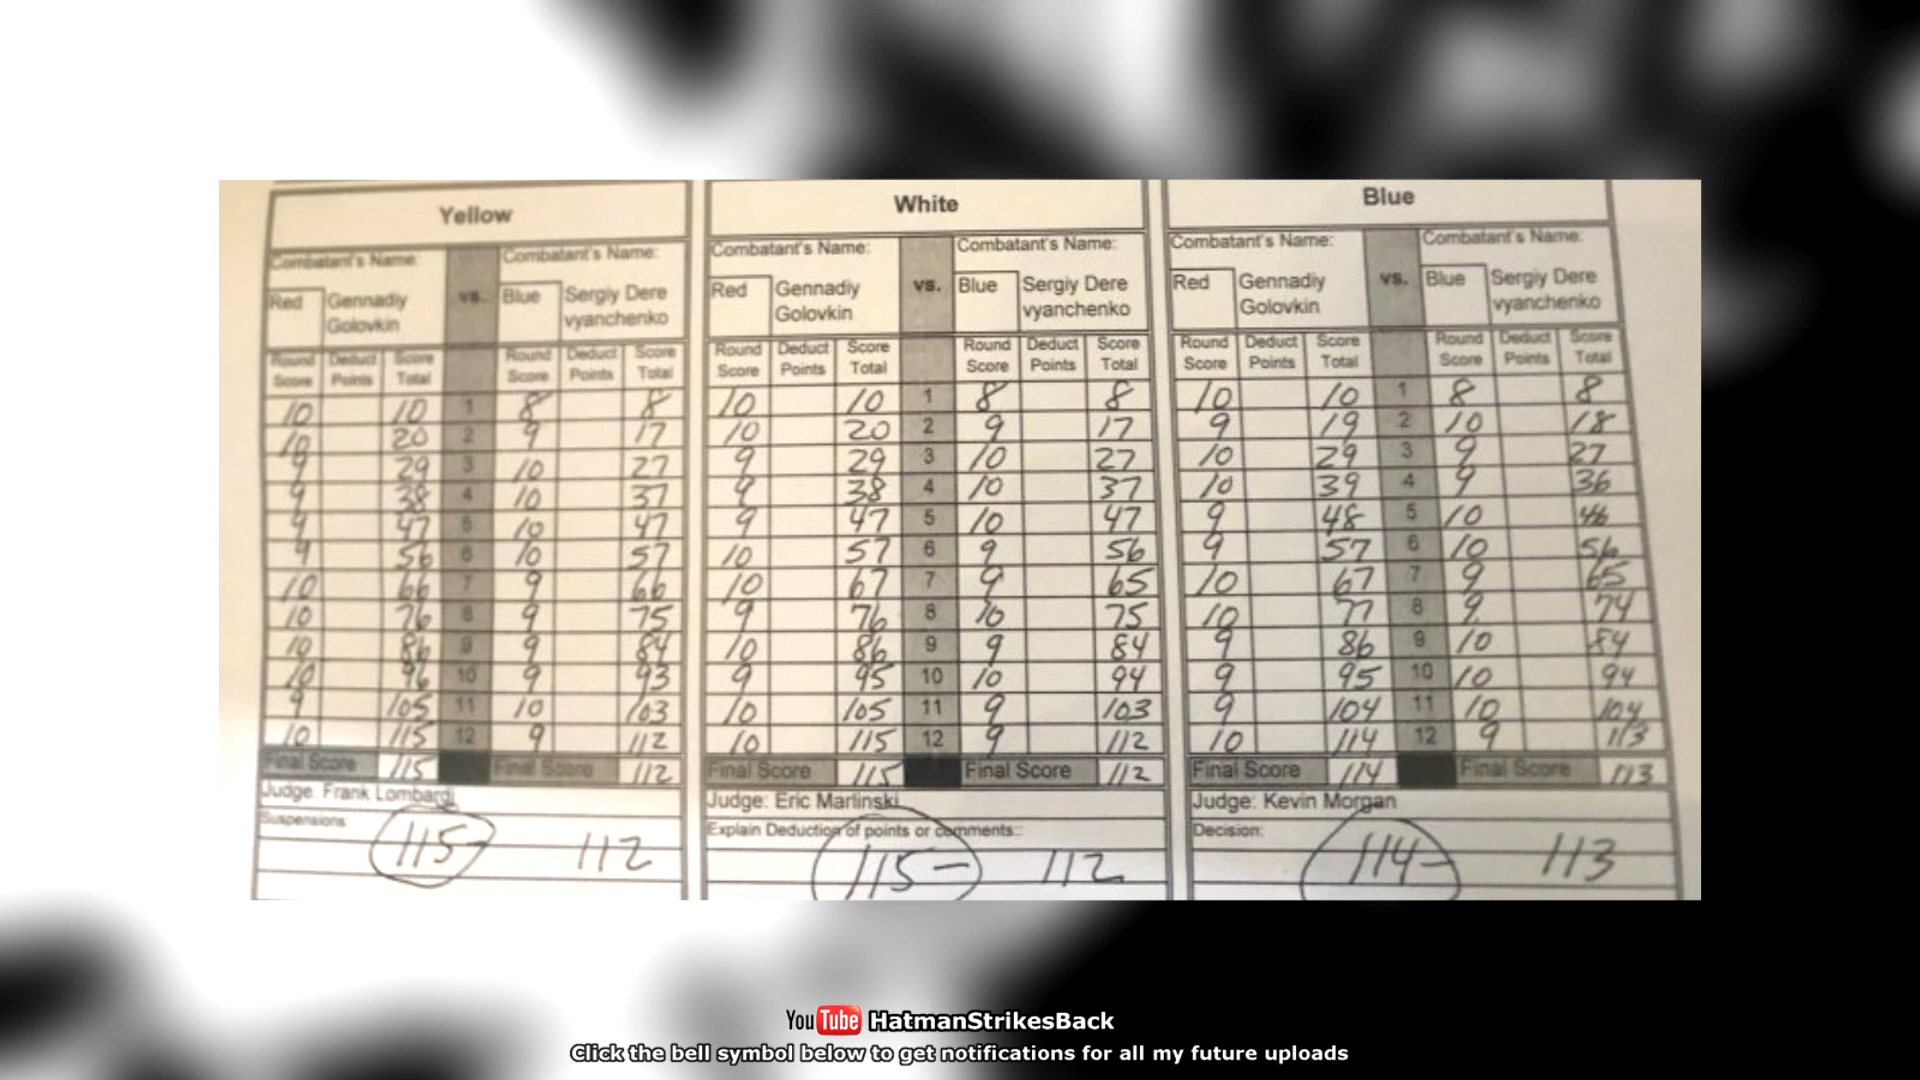 Yellow
Combatant's Name:
vs.
Combatant's Name:
Red
Gennadiy
Golovkin
Blue
Sergiy Dere
vyanchenko
Round Score
Deduct Points
Score Total
Round Score
Deduct Points
Score Total
10 10 1 8 8
10 20 2 9 17
9 29 3 10 27
9 38 4 10 37
9 47 5 10 47
9 56 6 10 57
10 66 7 9 66
10 76 8 9 75
10 86 9 9 84
10 96 10 9 93
9 105 11 10 103
10 115 12 9 112
Final Score 115 Final Score 112
Judge: Frank Lombardi
Suspensions:
115- 112
White
Combatant's Name:
vs.
Combatant's Name:
Red
Gennadiy
Golovkin
Blue
Sergiy Dere
vyanchenko
Round Score
Deduct Points
Score Total
Round Score
Deduct Points
Score Total
10 10 1 8 8
10 20 2 9 17
9 29 3 10 27
9 38 4 10 37
9 47 5 10 47
10 57 6 9 56
10 67 7 9 65
9 76 8 10 75
10 86 9 9 84
9 95 10 10 94
10 105 11 9 103
10 115 12 9 112
Final Score 115 Final Score 112
Judge: Eric Marlinski
Explain Deduction of points or comments:
115- 112
Blue
Combatant's Name:
vs.
Combatant's Name:
Red
Gennadiy
Golovkin
Blue
Sergiy Dere
vyanchenko
Round Score
Deduct Points
Score Total
Round Score
Deduct Points
Score Total
10 10 1 8 8
9 19 2 10 18
10 29 3 9 27
10 39 4 9 36
9 48 5 10 46
9 57 6 10 56
10 67 7 9 65
10 77 8 9 74
9 86 9 10 84
9 95 10 10 94
9 104 11 10 104
10 114 12 9 113
Final Score 114 Final Score 113
Judge: Kevin Morgan
Decision:
114- 113
YouTube HatmanStrikesBack
Click the bell symbol below to get notifications for all my future uploads